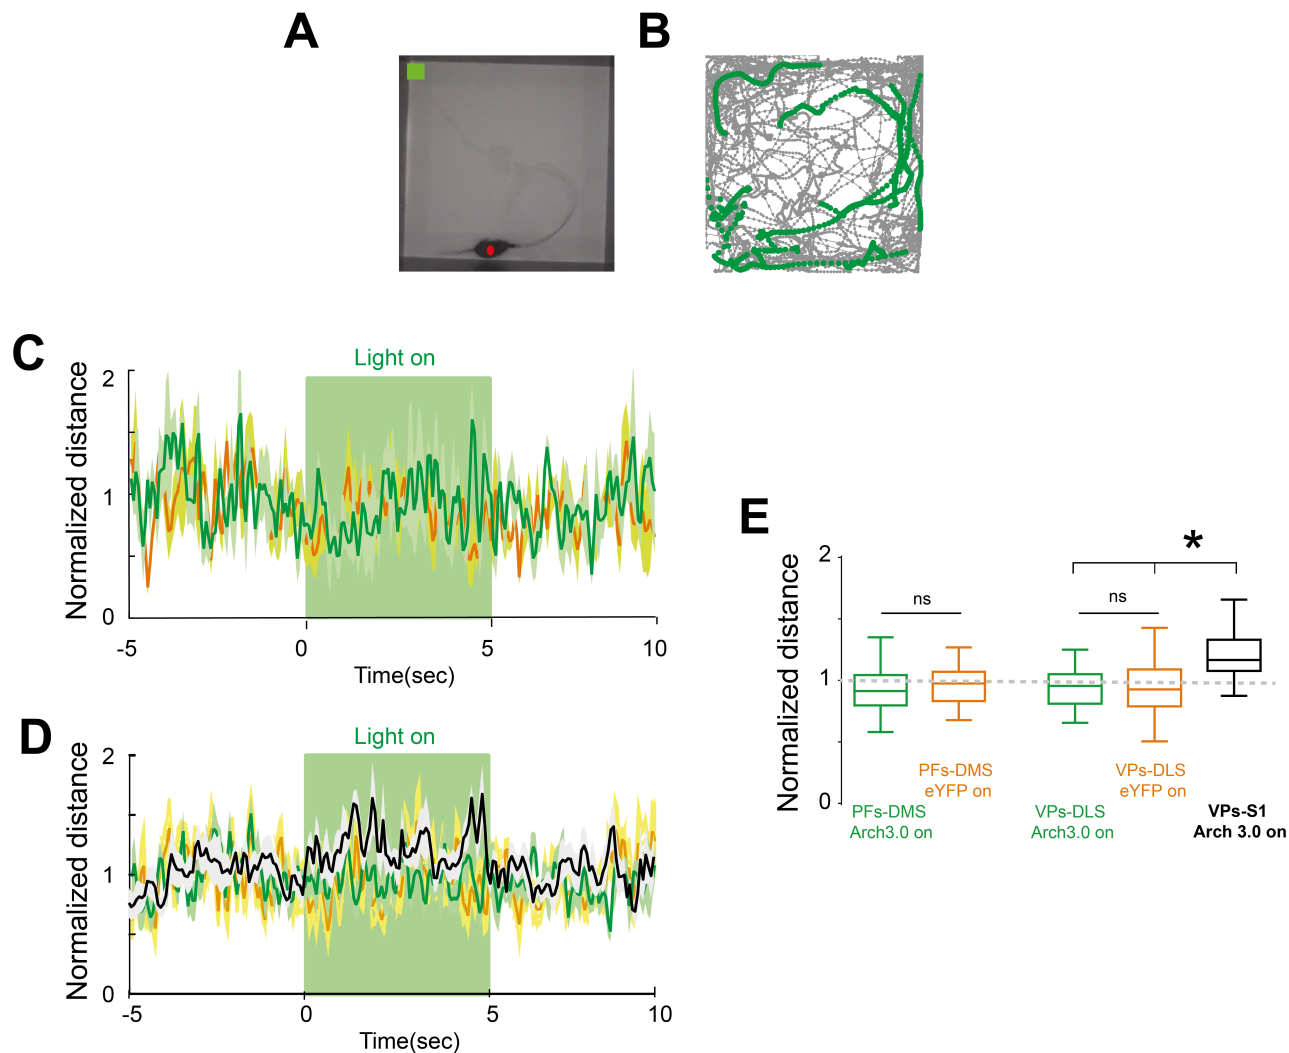 A
B
C
Light on
Normalized distance
2
1
0
-5
0
5
10
Time(sec)
D
Light on
Normalized distance
2
1
0
-5
0
5
10
Time(sec)
E
Normalized distance
2
1
0
ns
ns
*
PFs-DMS
eYFP on
VPs-DLS
eYFP on
PFs-DMS
Arch3.0 on
VPs-DLS
Arch3.0 on
VPs-S1
Arch 3.0 on